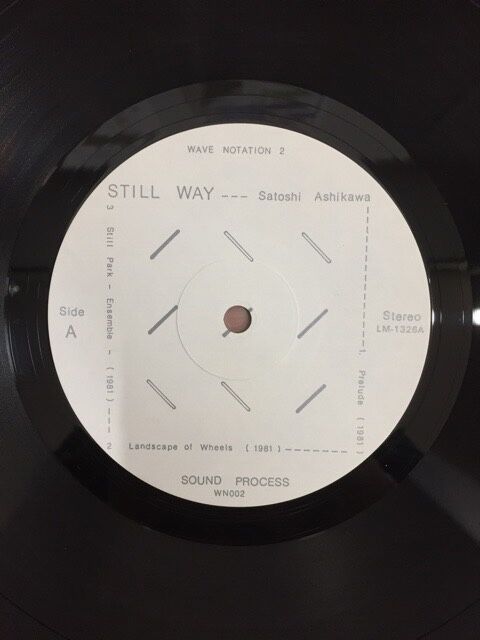 WAVE NOTATION 2
STILL WAY --- Satoshi Ashikawa
1. Prelude (1981)
2 Landscape of Wheels (1981)
3 Still Park - Ensemble - (1981)
Side
A
Stereo
LM-1326A
SOUND PROCESS
WN002